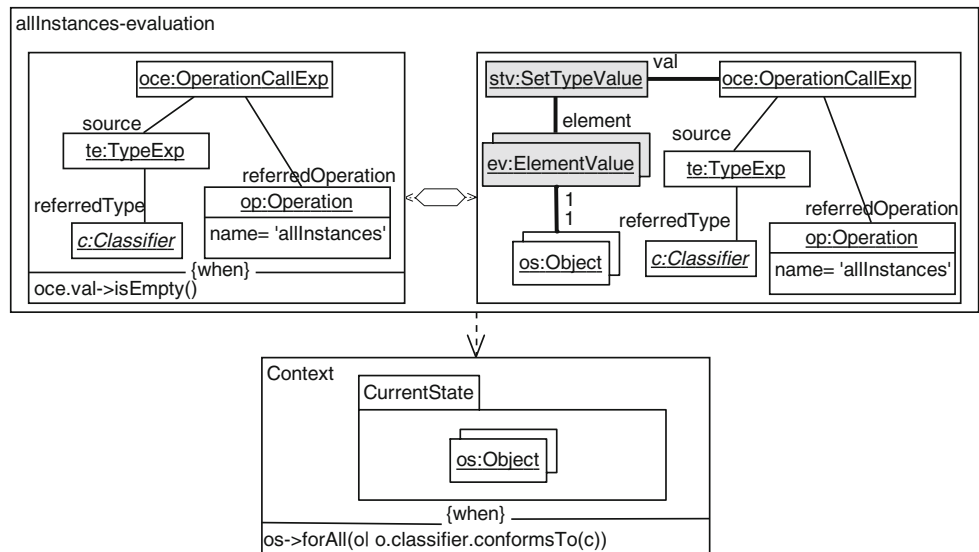 allInstances-evaluation
oce:OperationCallExp
source
te:TypeExp
referredType
c:Classifier
referredOperation
op:Operation
name= 'allInstances'
{when}
oce.val->isEmpty()
stv:SetTypeValue
val
oce:OperationCallExp
element
ev:ElementValue
1
1
os:Object
source
te:TypeExp
referredType
c:Classifier
referredOperation
op:Operation
name= 'allInstances'
Context
CurrentState
os:Object
{when}
os->forAll(o| o.classifier.conformsTo(c))